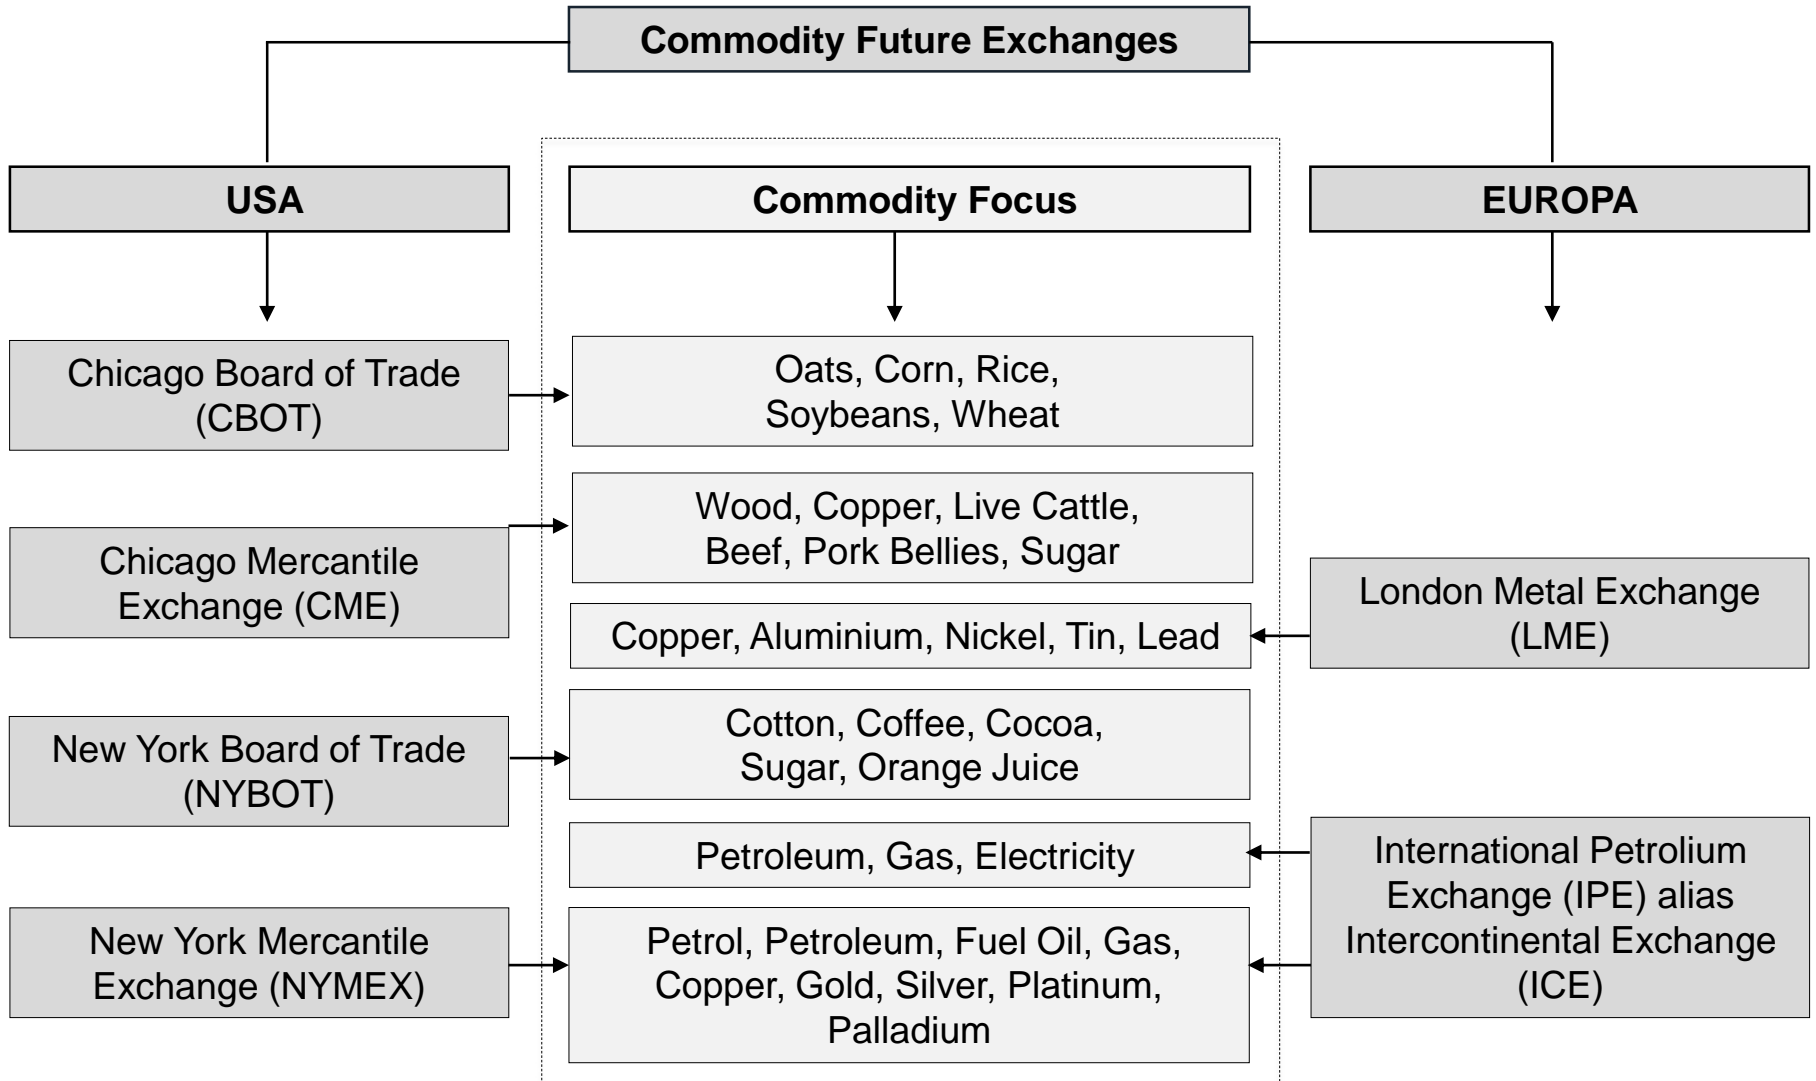 Commodity Future Exchanges
USA
Commodity Focus
EUROPA
Chicago Board of Trade
(CBOT)
Oats, Corn, Rice,
Soybeans, Wheat
Chicago Mercantile
Exchange (CME)
Wood, Copper, Live Cattle,
Beef, Pork Bellies, Sugar
Copper, Aluminium, Nickel, Tin, Lead
London Metal Exchange
(LME)
New York Board of Trade
(NYBOT)
Cotton, Coffee, Cocoa,
Sugar, Orange Juice
Petroleum, Gas, Electricity
International Petrolium
Exchange (IPE) alias
Intercontinental Exchange
(ICE)
New York Mercantile
Exchange (NYMEX)
Petrol, Petroleum, Fuel Oil, Gas,
Copper, Gold, Silver, Platinum,
Palladium